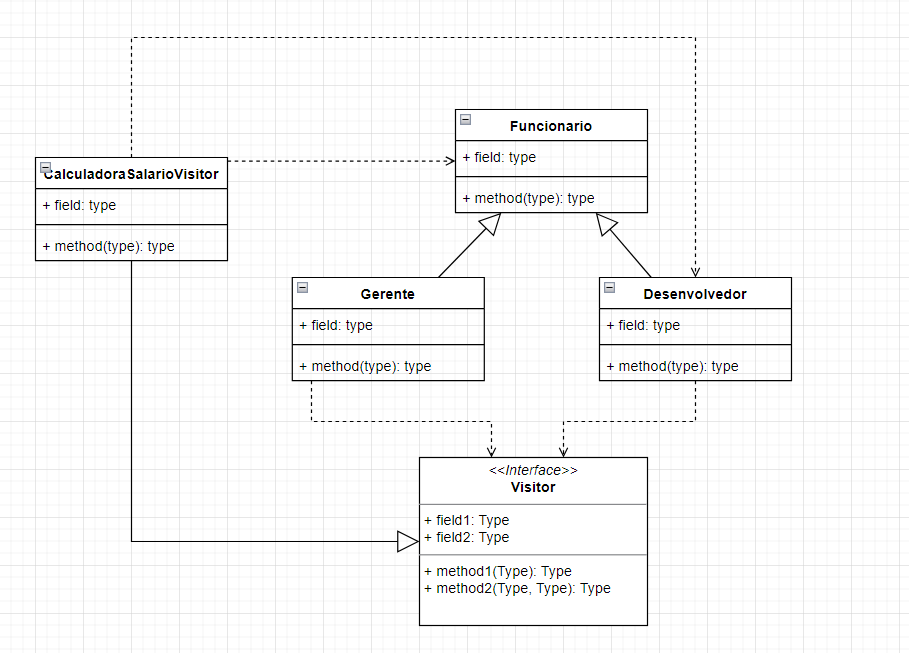 Funcionario
+ field: type
+ method(type): type
CalculadoraSalarioVisitor
+ field: type
+ method(type): type
Gerente
+ field: type
+ method(type): type
Desenvolvedor
+ field: type
+ method(type): type
<<Interface>>
Visitor
+ field1: Type
+ field2: Type
+ method1(Type): Type
+ method2(Type, Type): Type